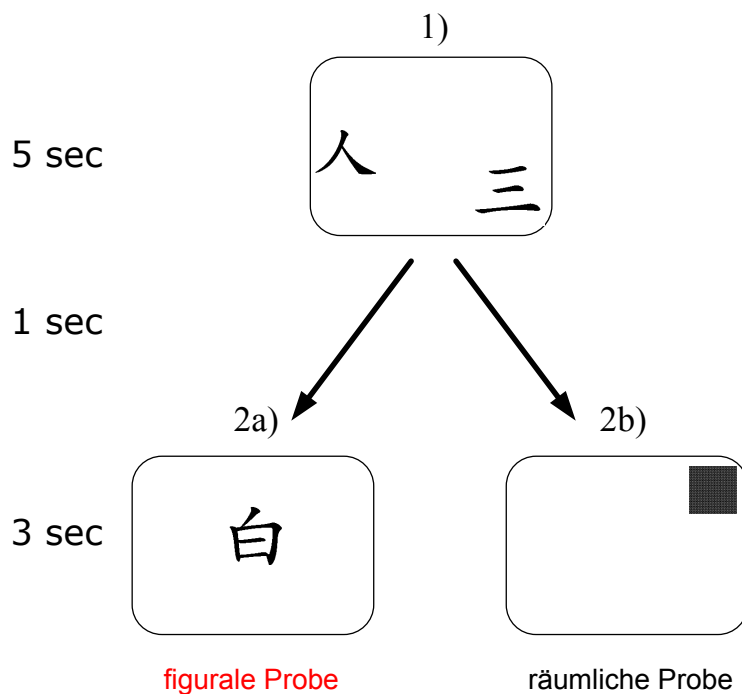 1)
5 sec
人
三
1 sec
2a)
2b)
3 sec
白
figurale Probe
räumliche Probe